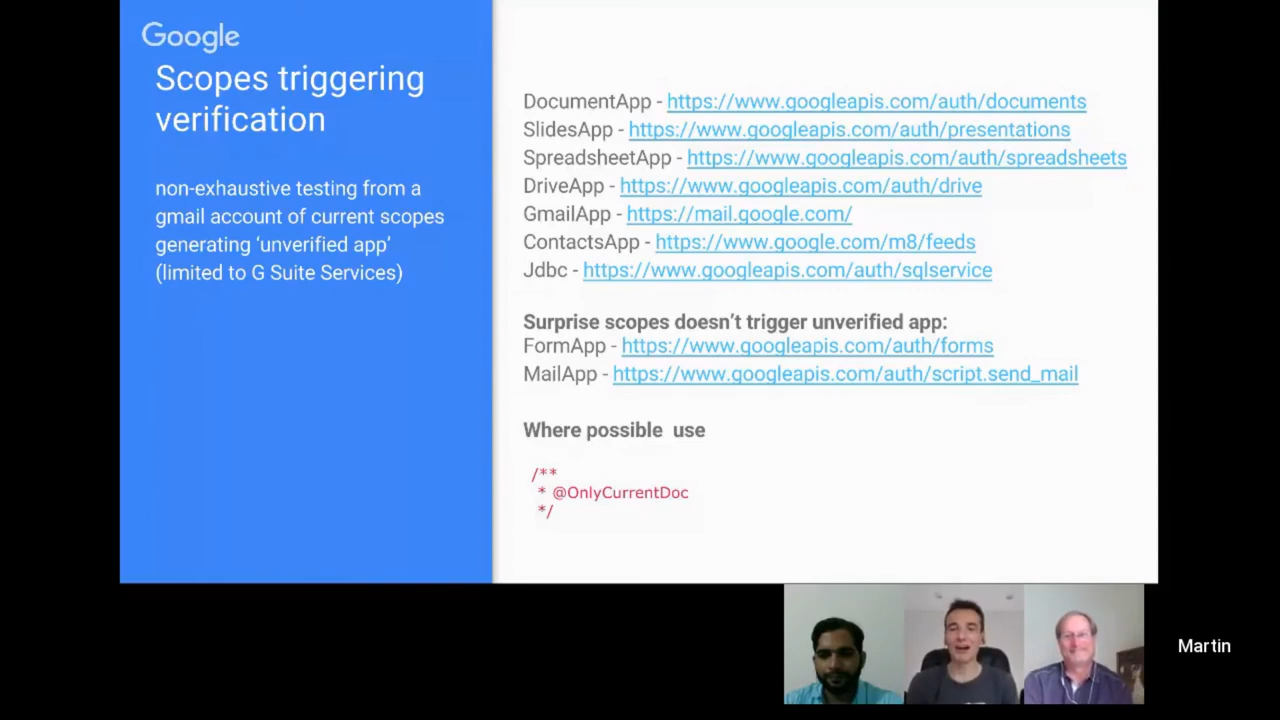 Google
Scopes triggering
verification
non-exhaustive testing from a
gmail account of current scopes
generating ‘unverified app’
(limited to G Suite Services)
DocumentApp - https://www.googleapis.com/auth/documents
SlidesApp - https://www.googleapis.com/auth/presentations
SpreadsheetApp - https://www.googleapis.com/auth/spreadsheets
DriveApp - https://www.googleapis.com/auth/drive
GmailApp - https://mail.google.com/
ContactsApp - https://www.google.com/m8/feeds
Jdbc - https://www.googleapis.com/auth/sqlservice
Surprise scopes doesn’t trigger unverified app:
FormApp - https://www.googleapis.com/auth/forms
MailApp - https://www.googleapis.com/auth/script.send_mail
Where possible use
/**
* @OnlyCurrentDoc
*/
Martin